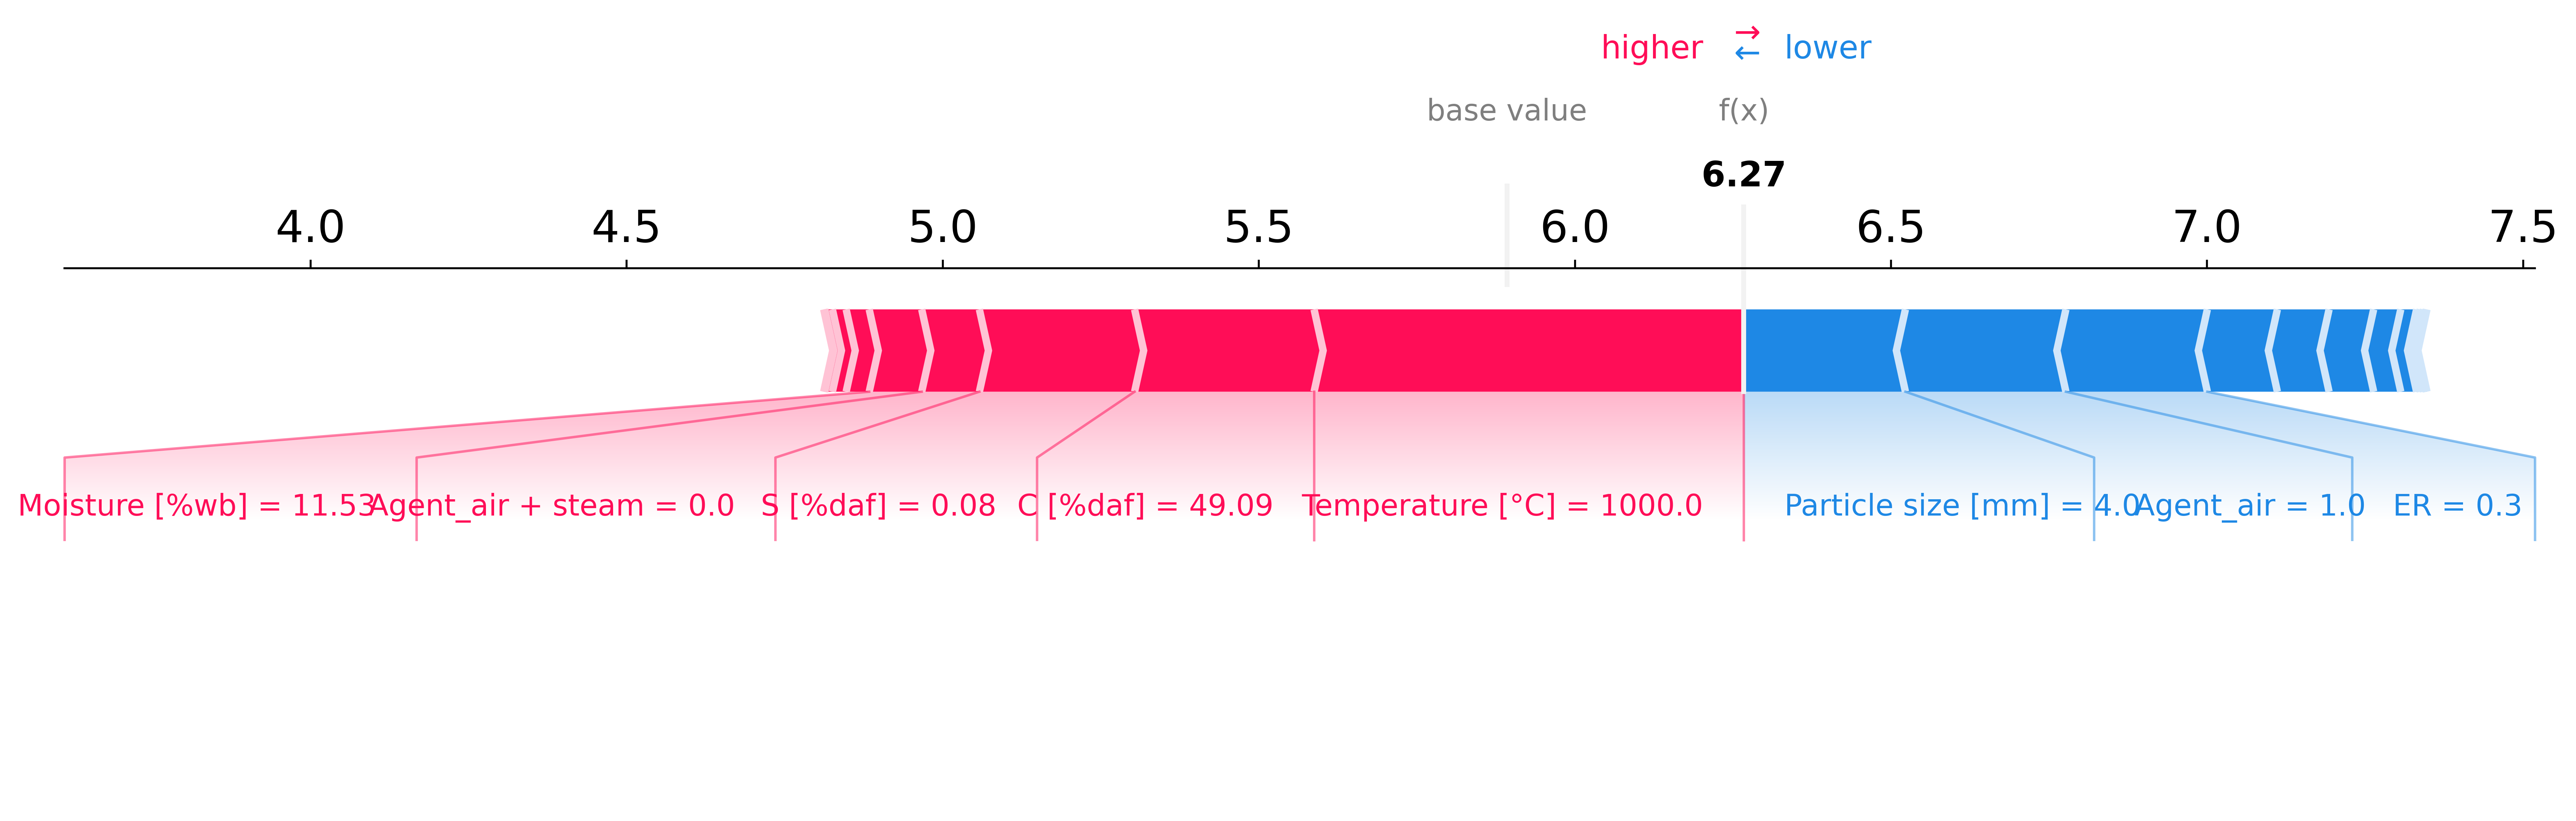 higher → ← lower
base value f(x)
6.27
4.0 4.5 5.0 5.5 6.0 6.5 7.0 7.5
Moisture [%wb] = 11.53 Agent_air + steam = 0.0 S [%daf] = 0.08 C [%daf] = 49.09 Temperature [°C] = 1000.0 Particle size [mm] = 4.0 Agent_air = 1.0 ER = 0.3